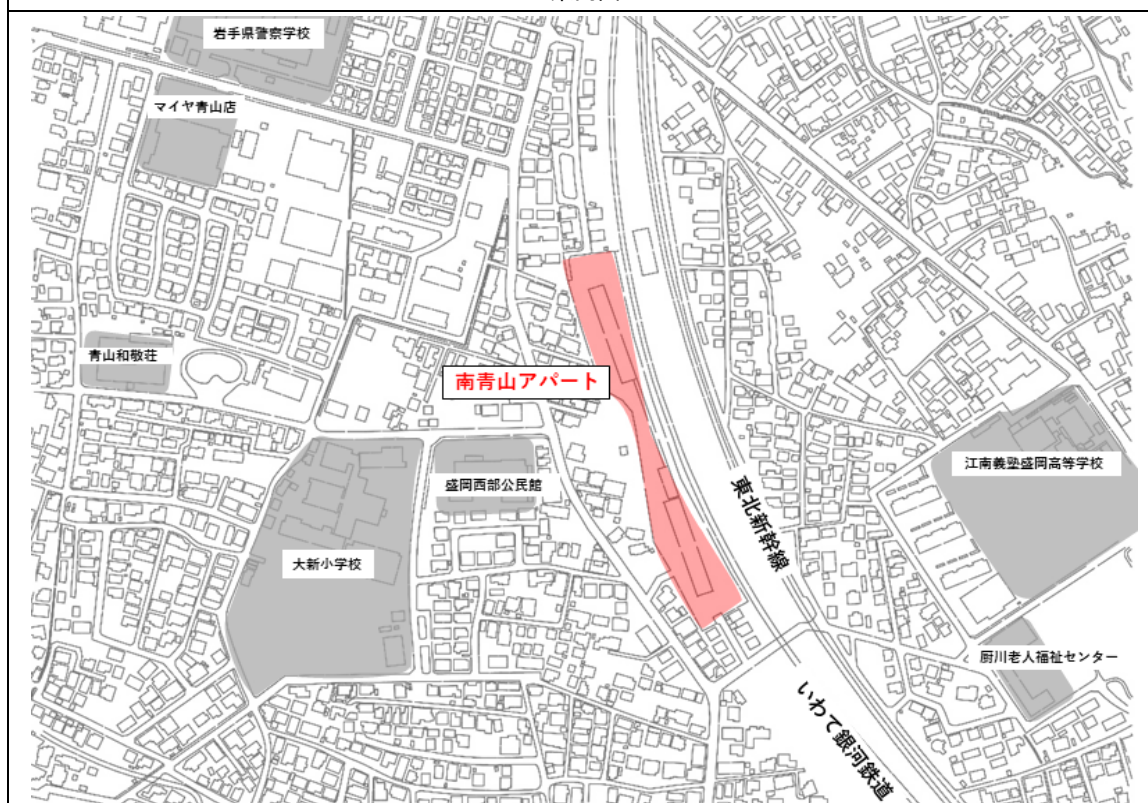 岩手県警察学校
マイヤ青山店
青山和敬荘
南青山アパート
盛岡西部公民館
大新小学校
東北新幹線
江南義塾盛岡高等学校
厨川老人福祉センター
いわて銀河鉄道